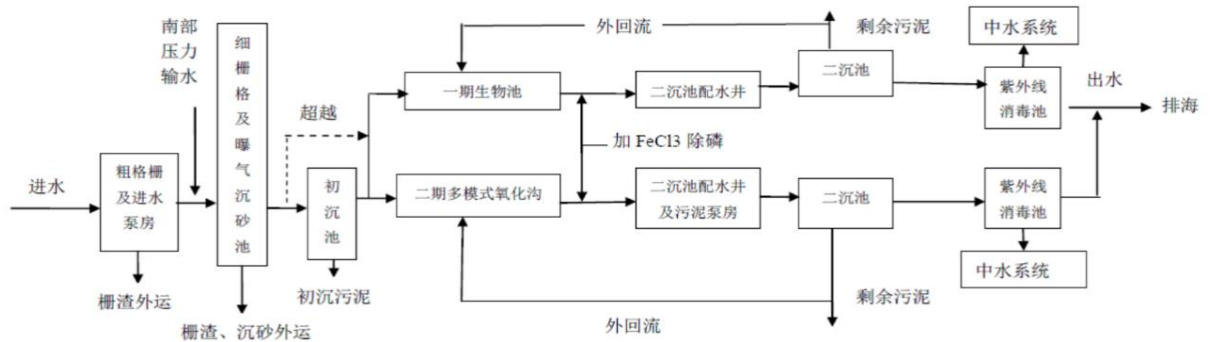 外回流
剩余污泥
中水系统
南部
压力
输水
细
栅
格
及
曝
气
沉
砂
池
超越
一期生物池
二沉池配水井
二沉池
紫外线
消毒池
出水
排海
加 FeCl3 除磷
进水
粗格栅
及进水
泵房
初
沉
池
二期多模式氧化沟
二沉池配水井
及污泥泵房
二沉池
紫外线
消毒池
中水系统
栅渣外运
初沉污泥
剩余污泥
栅渣、沉砂外运
外回流